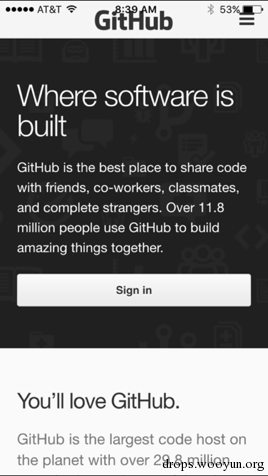 AT&T 8:39 AM 53%
GitHub
Where software is
built
GitHub is the best place to share code
with friends, co-workers, classmates,
and complete strangers. Over 11.8
million people use GitHub to build
amazing things together.
Sign in
You'll love GitHub.
GitHub is the largest code host on
the planet with over 29.8 million
drops.wooyun.org